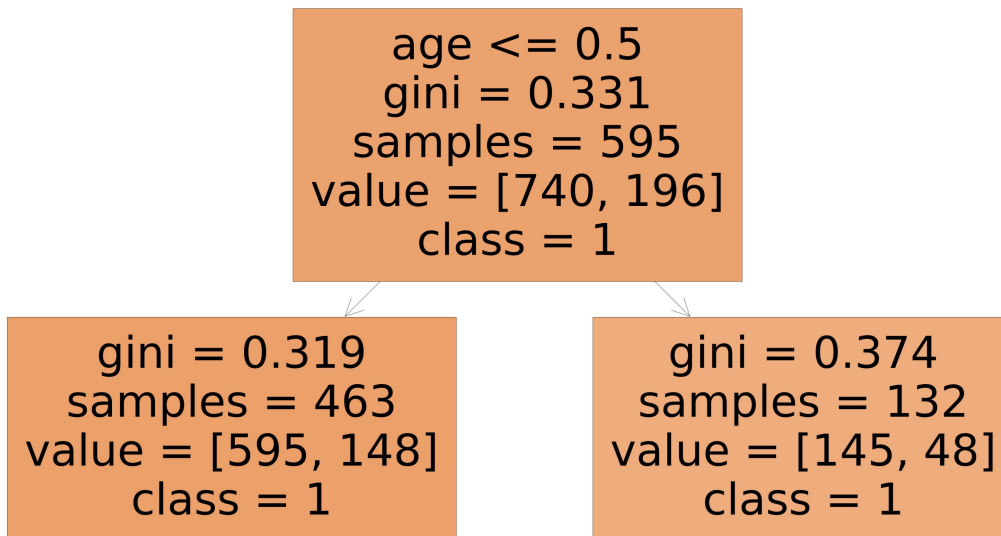 age <= 0.5
gini = 0.331
samples = 595
value = [740, 196]
class = 1
gini = 0.319
samples = 463
value = [595, 148]
class = 1
gini = 0.374
samples = 132
value = [145, 48]
class = 1